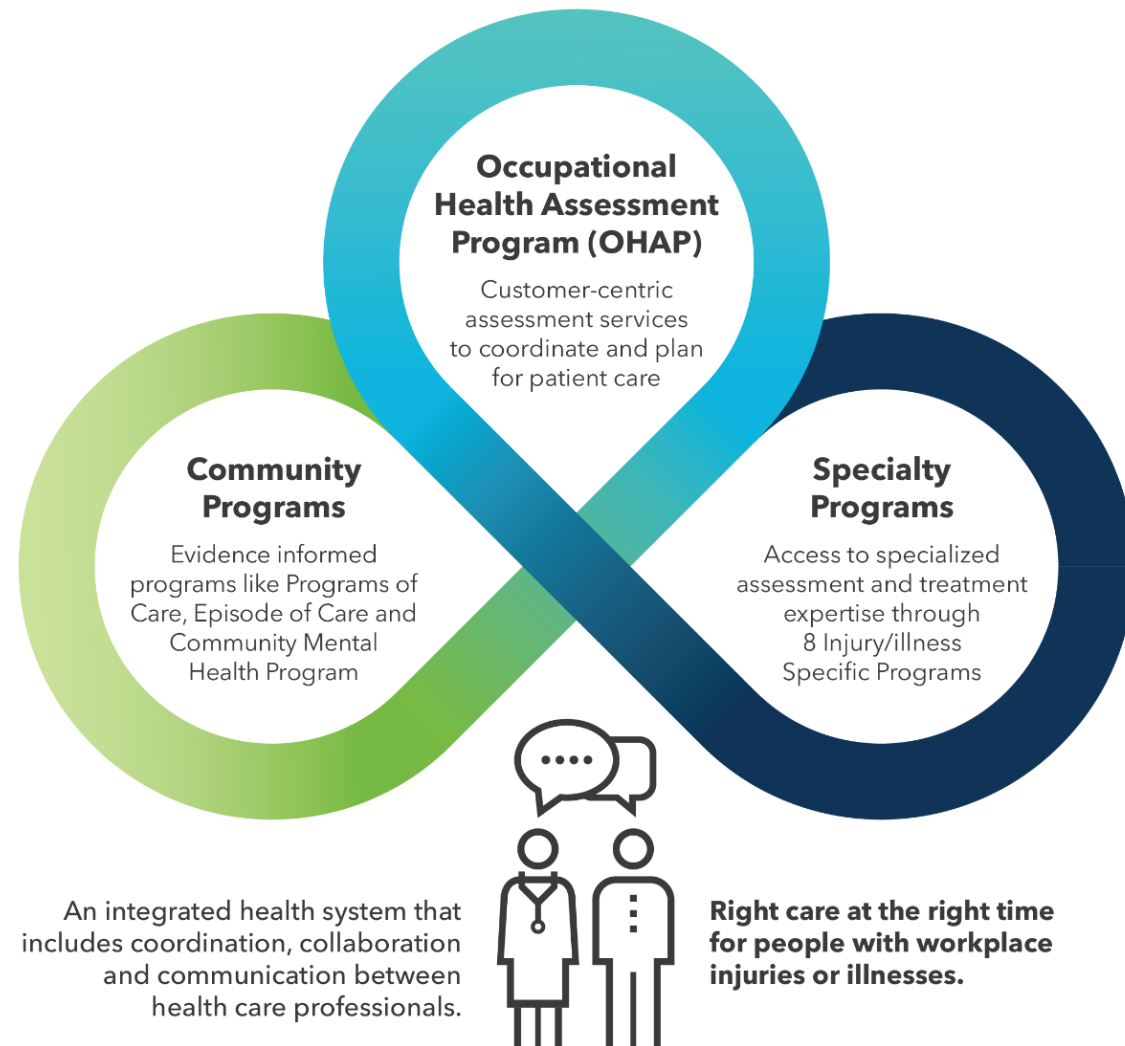 Occupational
Health Assessment
Program (OHAP)
Customer-centric
assessment services
to coordinate and plan
for patient care
Community
Programs
Evidence informed
programs like Programs of
Care, Episode of Care and
Community Mental
Health Program
Specialty
Programs
Access to specialized
assessment and treatment
expertise through
8 Injury/illness
Specific Programs
An integrated health system that
includes coordination, collaboration
and communication between
health care professionals.
Right care at the right time
for people with workplace
injuries or illnesses.